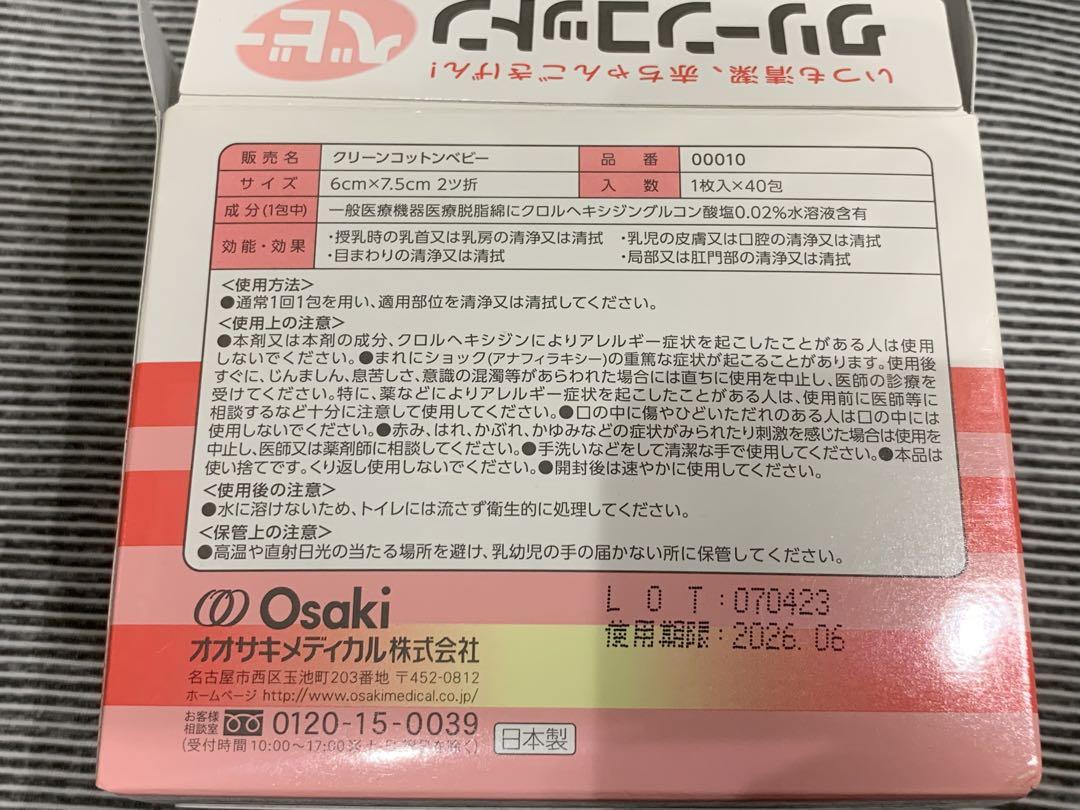 クリーンコットン ベビー
いつも清潔、赤ちゃんごきげん!
販売名 クリーンコットンベビー 品番 00010
サイズ 6cm×7.5cm 2ツ折 入数 1枚入×40包
成分(1包中) 一般医療機器医療脱脂綿にクロルヘキシジングルコン酸塩0.02%水溶液含有
効能・効果 ・授乳時の乳首又は乳房の清浄又は清拭 ・乳児の皮膚又は口腔の清浄又は清拭
・目まわりの清浄又は清拭 ・局部又は肛門部の清浄又は清拭
<使用方法>
●通常1回1包を用い、適用部位を清浄又は清拭してください。
<使用上の注意>
●本剤又は本剤の成分、クロルヘキシジンによりアレルギー症状を起こしたことがある人は使用
しないでください。●まれにショック(アナフィラキシー)の重篤な症状が起こることがあります。使用後
すぐに、じんましん、息苦しさ、意識の混濁等があらわれた場合には直ちに使用を中止し、医師の診療を
受けてください。特に、薬などによりアレルギー症状を起こしたことがある人は、使用前に医師等に
相談するなど十分に注意して使用してください。●口の中に傷やひどいただれのある人は口の中には
使用しないでください。●赤み、はれ、かぶれ、かゆみなどの症状がみられたり刺激を感じた場合は使用を
中止し、医師又は薬剤師に相談してください。●手洗いなどをして清潔な手で使用してください。●本品は
使い捨てです。くり返し使用しないでください。●開封後は速やかに使用してください。
<使用後の注意>
●水に溶けないため、トイレには流さず衛生的に処理してください。
<保管上の注意>
●高温や直射日光の当たる場所を避け、乳幼児の手の届かない所に保管してください。
Osaki
オオサキメディカル株式会社
名古屋市西区玉池町203番地 〒452-0812
ホームページ http://www.osakimedical.co.jp/
お客様
相談室 0120-15-0039
(受付時間10:00～17:00 を除く)
日本製
LOT:070423
使用期限:2026.06